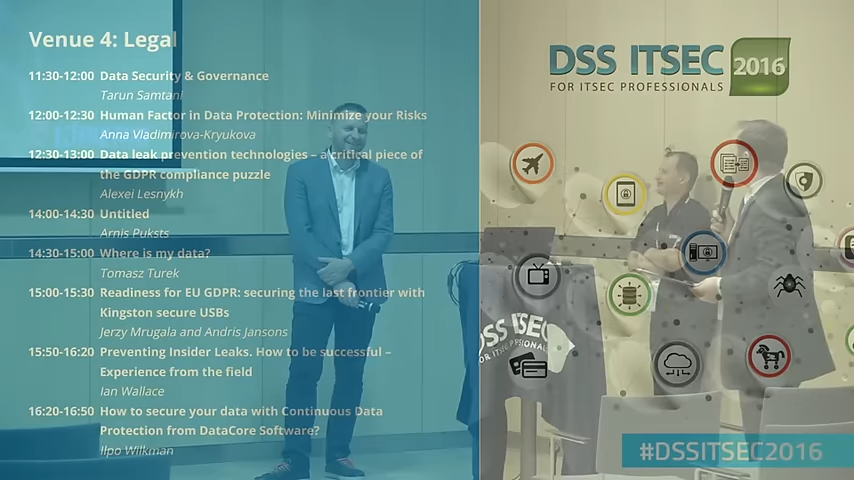 Venue 4: Legal
11:30-12:00 Data Security & Governance
Tarun Samtani
12:00-12:30 Human Factor in Data Protection: Minimize your Risks
Anna Vladimirova-Kryukova
12:30-13:00 Data leak prevention technologies – a critical piece of
the GDPR compliance puzzle
Alexei Lesnykh
14:00-14:30 Untitled
Arnis Puksts
14:30-15:00 Where is my data?
Tomasz Turek
15:00-15:30 Readiness for EU GDPR: securing the last frontier with
Kingston secure USBs
Jerzy Mrugala and Andris Jansons
15:50-16:20 Preventing Insider Leaks. How to be successful –
Experience from the field
Ian Wallace
16:20-16:50 How to secure your data with Continuous Data
Protection from DataCore Software?
Ilpo Wilkman
DSS ITSEC 2016
FOR ITSEC PROFESSIONALS
DSS ITSEC
FOR ITSEC PROFESSIONALS
#DSSITSEC2016